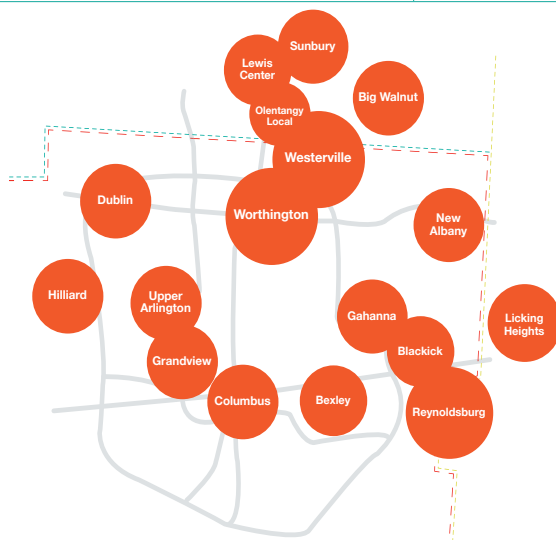 Sunbury
Lewis
Center
Big Walnut
Olentangy
Local
Westerville
Dublin
Worthington
New
Albany
Hilliard
Upper
Arlington
Gahanna
Licking
Heights
Blackick
Grandview
Columbus
Bexley
Reynoldsburg